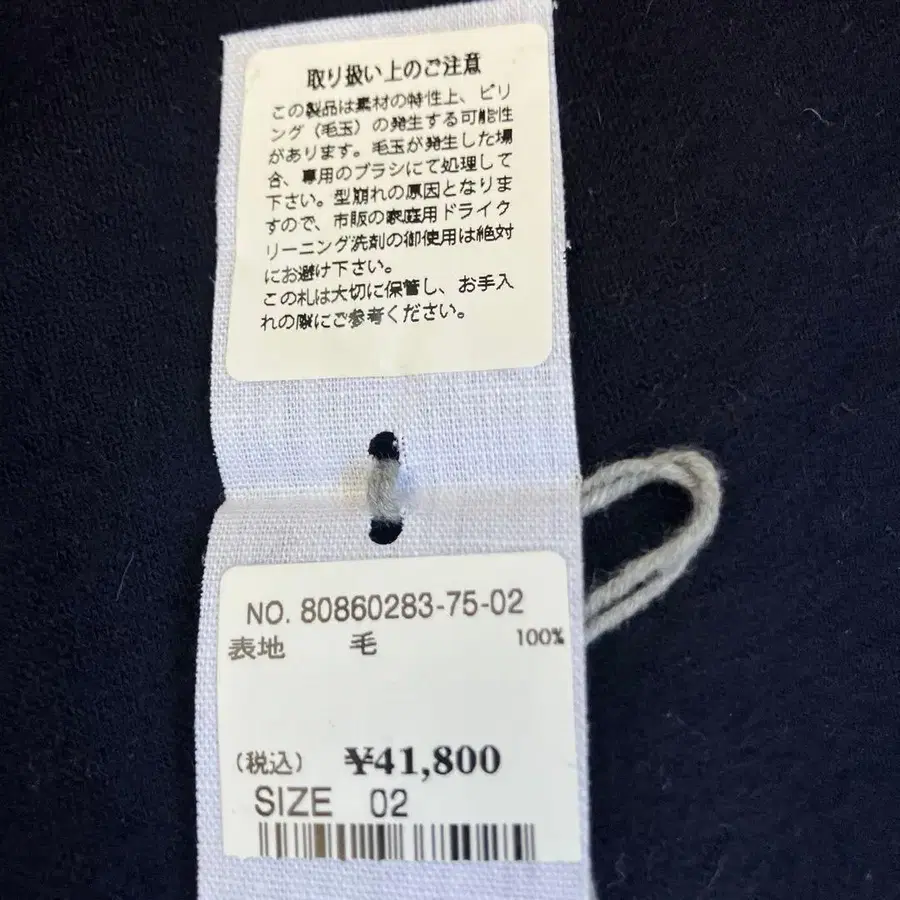 取り扱い上のご注意
この製品は素材の特性上、ピリ
ング（毛玉）の発生する可能性
があります。毛玉が発生した場
合、専用のブラシにて処理して
下さい。型崩れの原因となりま
すので、市販の家庭用ドライク
リーニング洗剤の御使用は絶対
にお避け下さい。
この札は大切に保管し、お手入
れの際にご参考ください。
NO. 80860283-75-02
表地 毛 100%
（税込） ¥41,800
SIZE 02